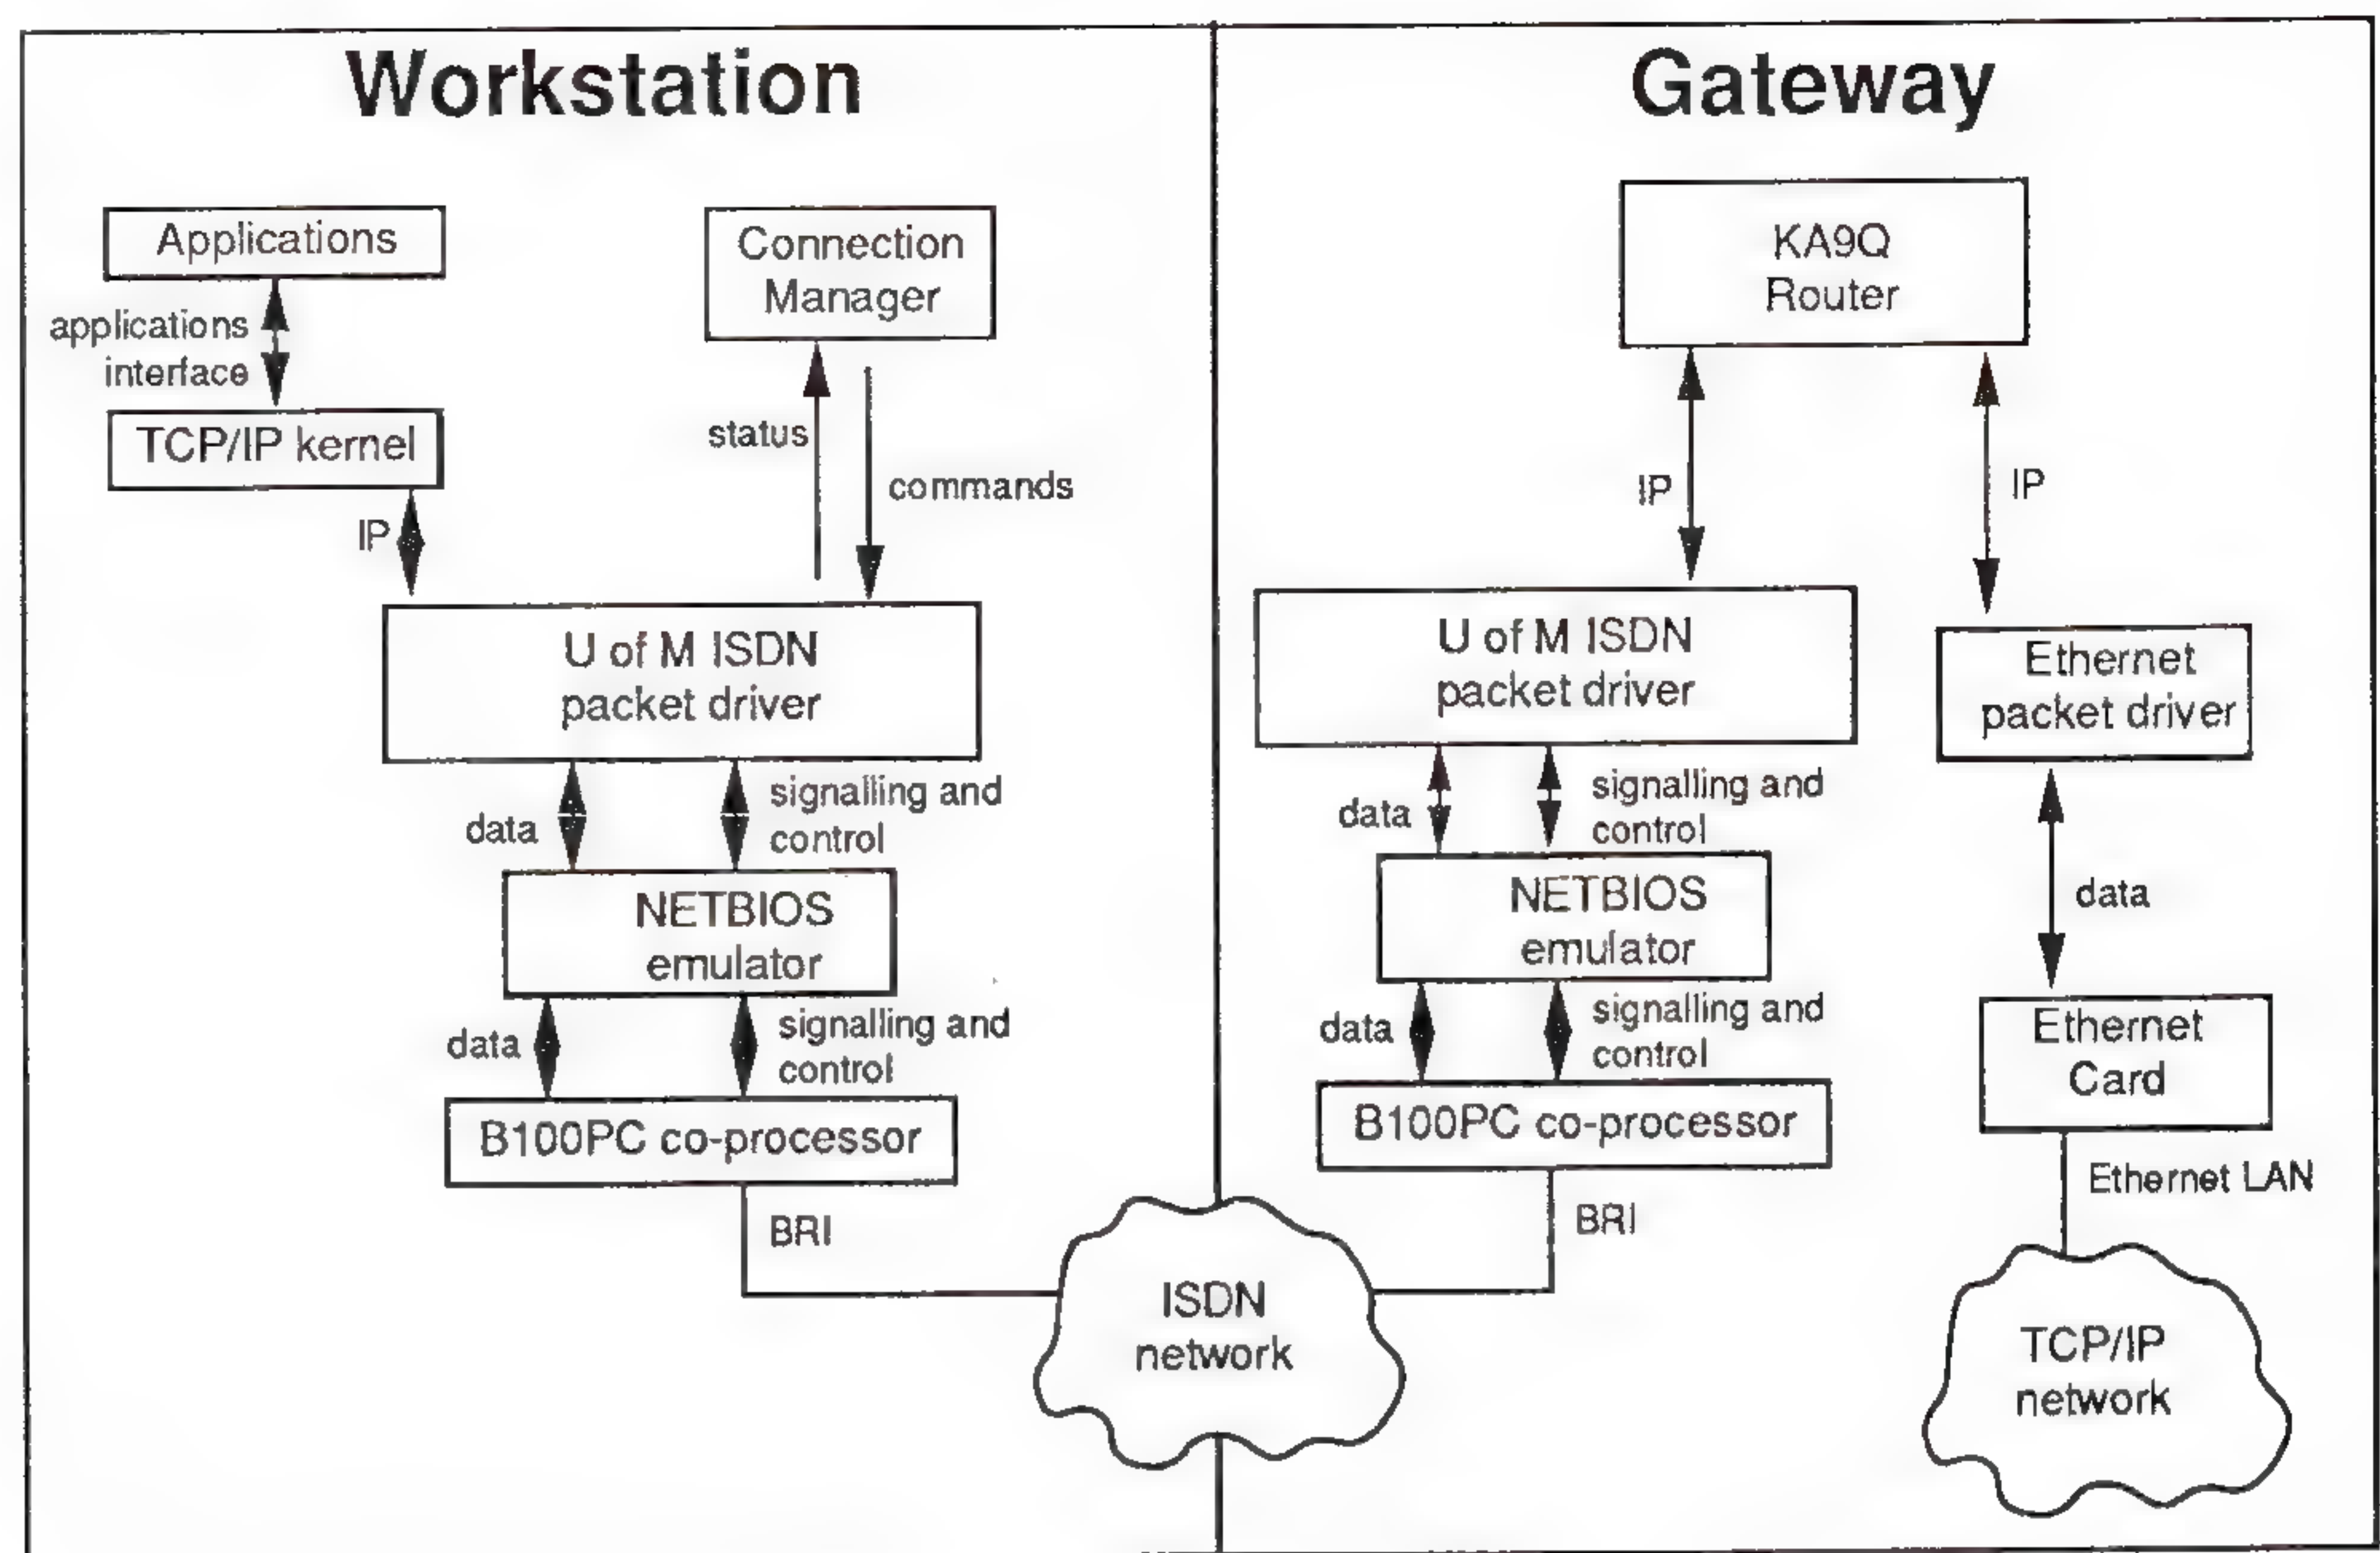 Workstation
Applications
applications
interface
TCP/IP kernel
IP
Connection
Manager
status
commands
U of M ISDN
packet driver
data
signalling and
control
NETBIOS
emulator
data
signalling and
control
B100PC co-processor
BRI
ISDN
network
Gateway
KA9Q
Router
IP
IP
U of M ISDN
packet driver
data
signalling and
control
NETBIOS
emulator
data
signalling and
control
B100PC co-processor
BRI
Ethernet
packet driver
data
Ethernet
Card
Ethernet LAN
TCP/IP
network